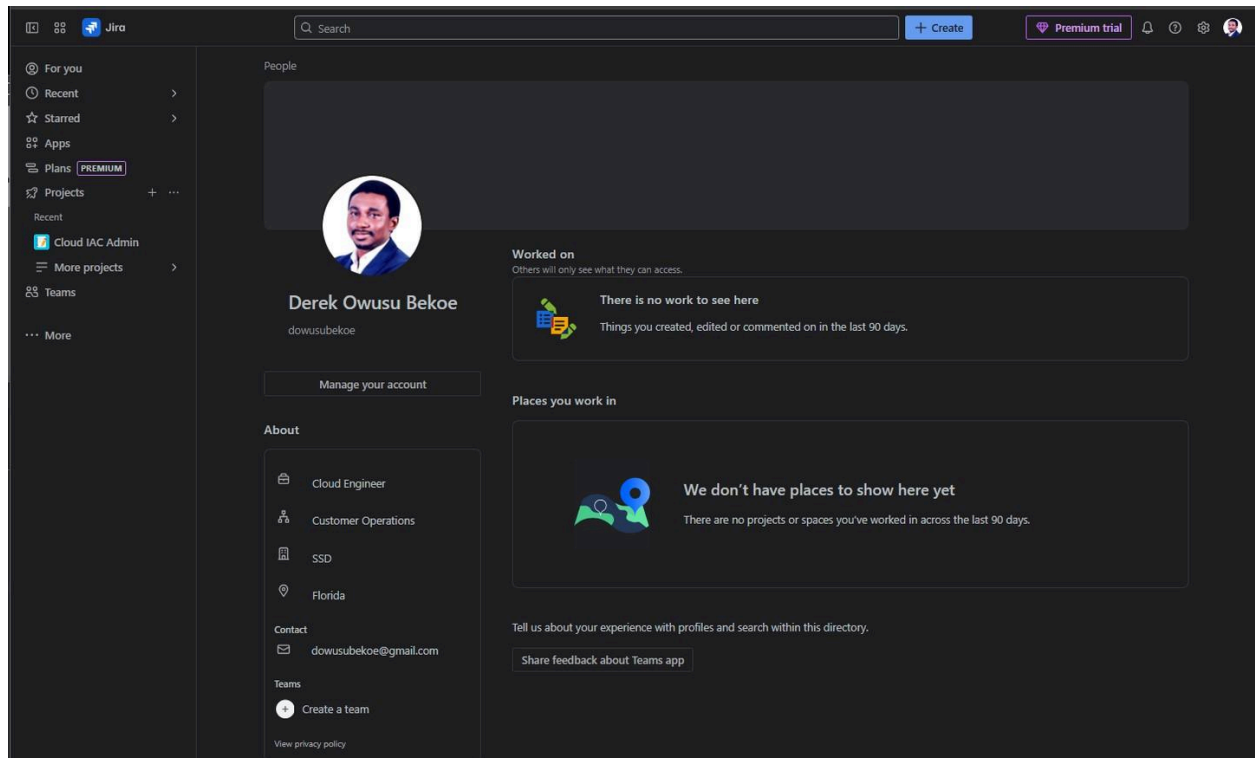 Jira
Search
+ Create
Premium trial
For you
Recent
Starred
Apps
Plans PREMIUM
Projects
Recent
Cloud IAC Admin
More projects
Teams
More
People
Derek Owusu Bekoe
dowusubekoe
Manage your account
About
Cloud Engineer
Customer Operations
SSD
Florida
Contact
dowusubekoe@gmail.com
Teams
Create a team
View privacy policy
Worked on
Others will only see what they can access.
There is no work to see here
Things you created, edited or commented on in the last 90 days.
Places you work in
We don't have places to show here yet
There are no projects or spaces you've worked in across the last 90 days.
Tell us about your experience with profiles and search within this directory.
Share feedback about Teams app